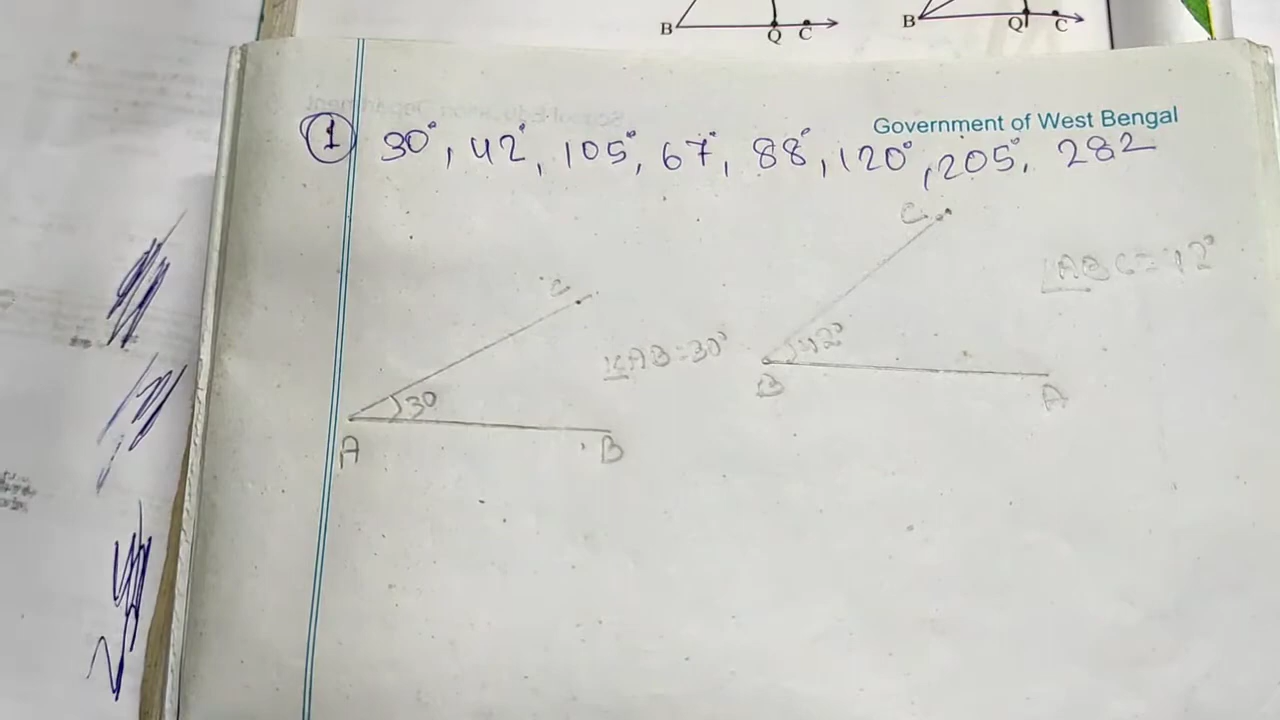 B Q C B Q C
Government of West Bengal
1 30°, 42°, 105°, 67°, 88°, 120°, 205°, 282
C
C
∠ABC=42°
∠CAB=30°
42°
B
A
30
A
B